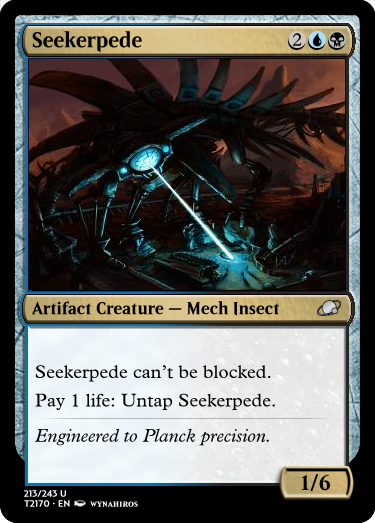 Seekerpede 2
Artifact Creature — Mech Insect
Seekerpede can't be blocked.
Pay 1 life: Untap Seekerpede.
Engineered to Planck precision.
1/6
213/243 U
T2170 · EN WYNAHIROS